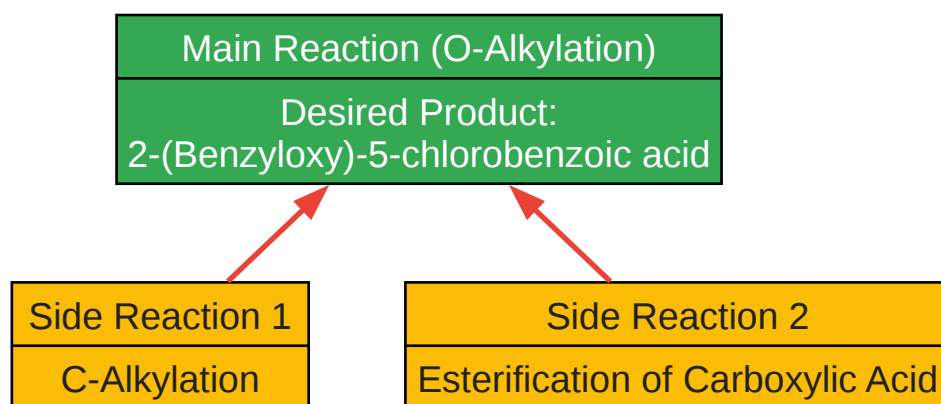 Main Reaction (O-Alkylation)
Desired Product:
2-(Benzyloxy)-5-chlorobenzoic acid
Side Reaction 1
C-Alkylation
Side Reaction 2
Esterification of Carboxylic Acid